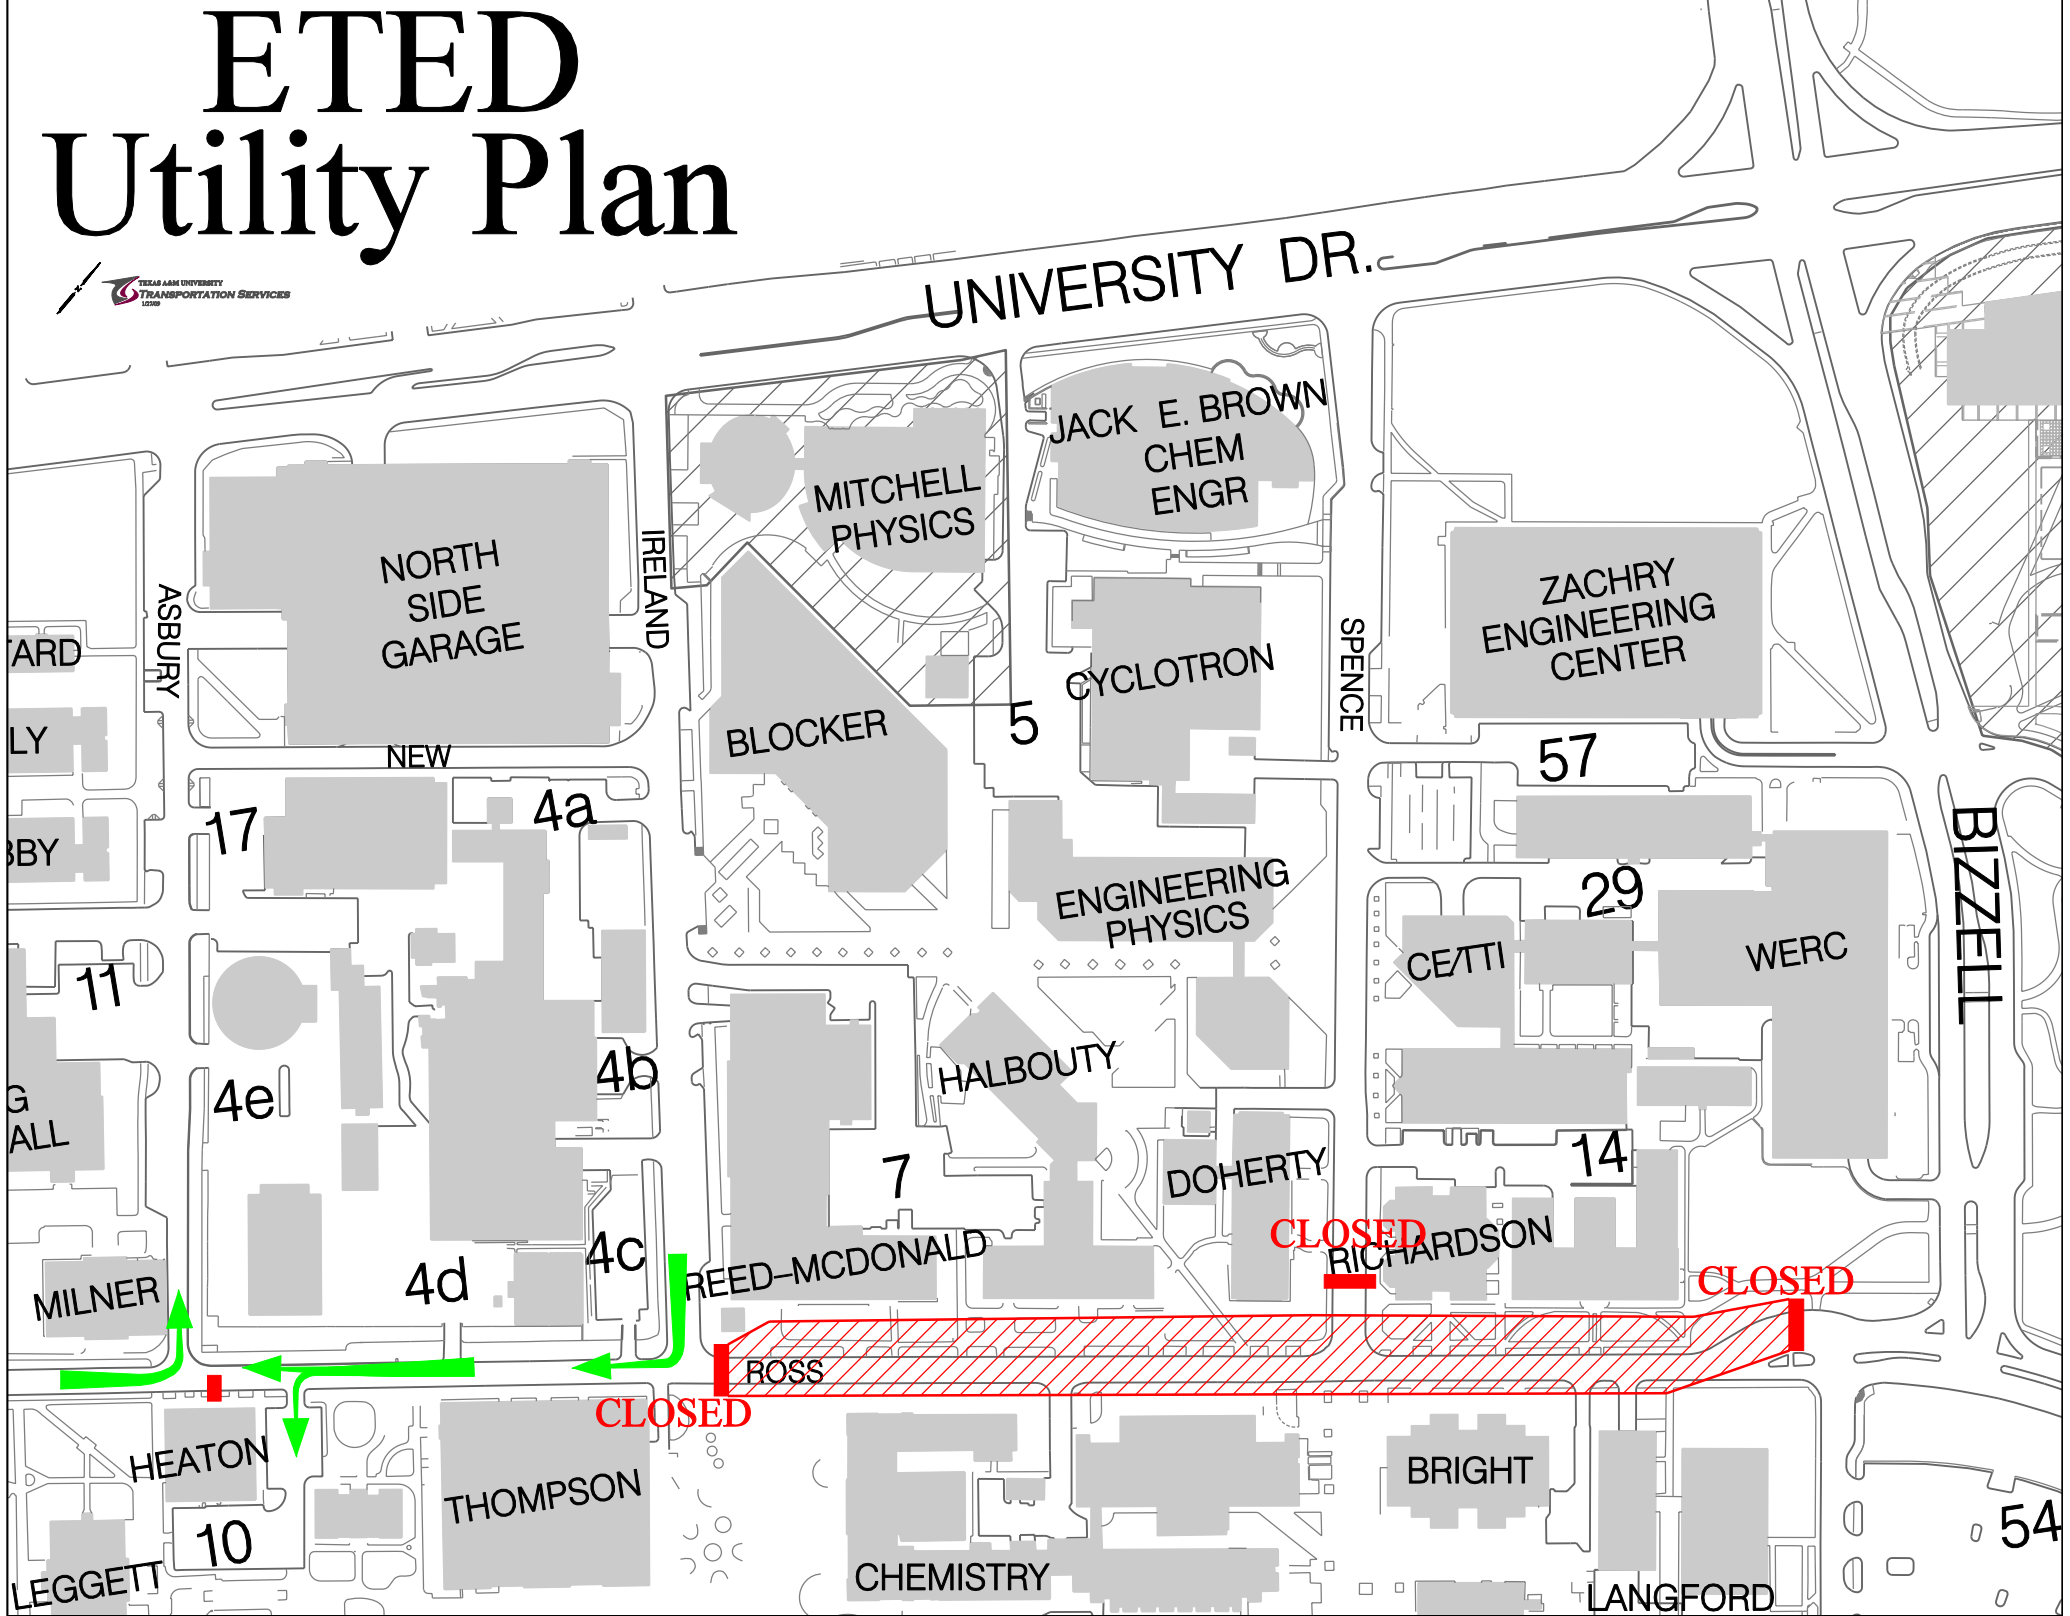 ETED
Utility Plan
TEXAS A&M UNIVERSITY
TRANSPORTATION SERVICES
UNIVERSITY DR.
JACK E. BROWN
CHEM
ENGR
MITCHELL
PHYSICS
NORTH
SIDE
GARAGE
IRELAND
ASBURY
ZACHRY
ENGINEERING
CENTER
SPENCE
CYCLOTRON
TARD
BLOCKER
5
LY
NEW
57
17
4a
BBY
BIZZELL
ENGINEERING
PHYSICS
29
CE/TTI
WERC
11
HALBOUTY
4b
4e
G
ALL
7
DOHERTY
14
CLOSED
RICHARDSON
REED-MCDONALD
4c
4d
MILNER
CLOSED
ROSS
CLOSED
HEATON
THOMPSON
BRIGHT
10
54
LEGGETT
CHEMISTRY
LANGFORD